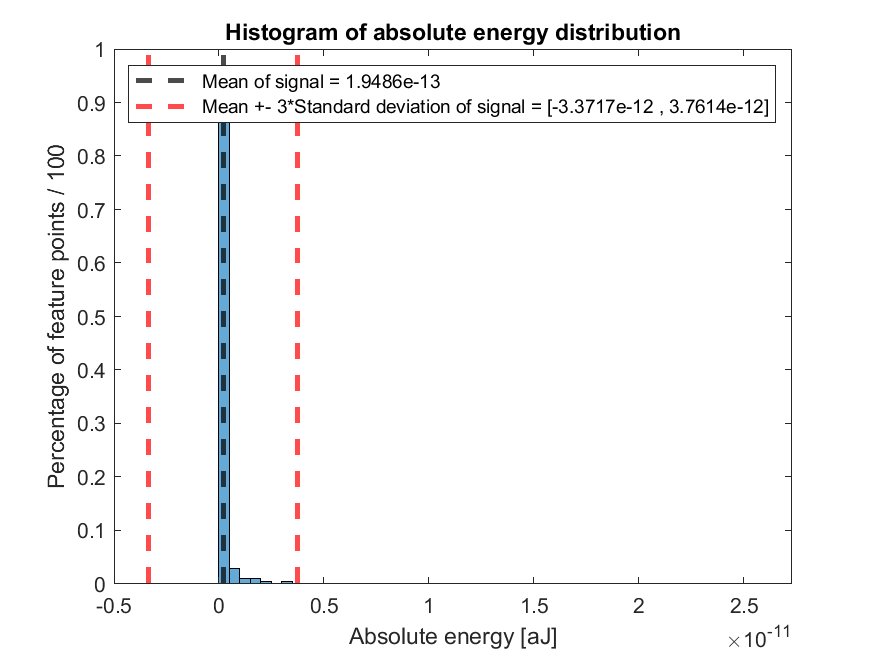 Histogram of absolute energy distribution
Mean of signal = 1.9486e-13
Mean +- 3*Standard deviation of signal = [-3.3717e-12 , 3.7614e-12]
Percentage of feature points / 100
1
0.9
0.8
0.7
0.6
0.5
0.4
0.3
0.2
0.1
0
-0.5 0 0.5 1 1.5 2 2.5
Absolute energy [aJ]
×10-11